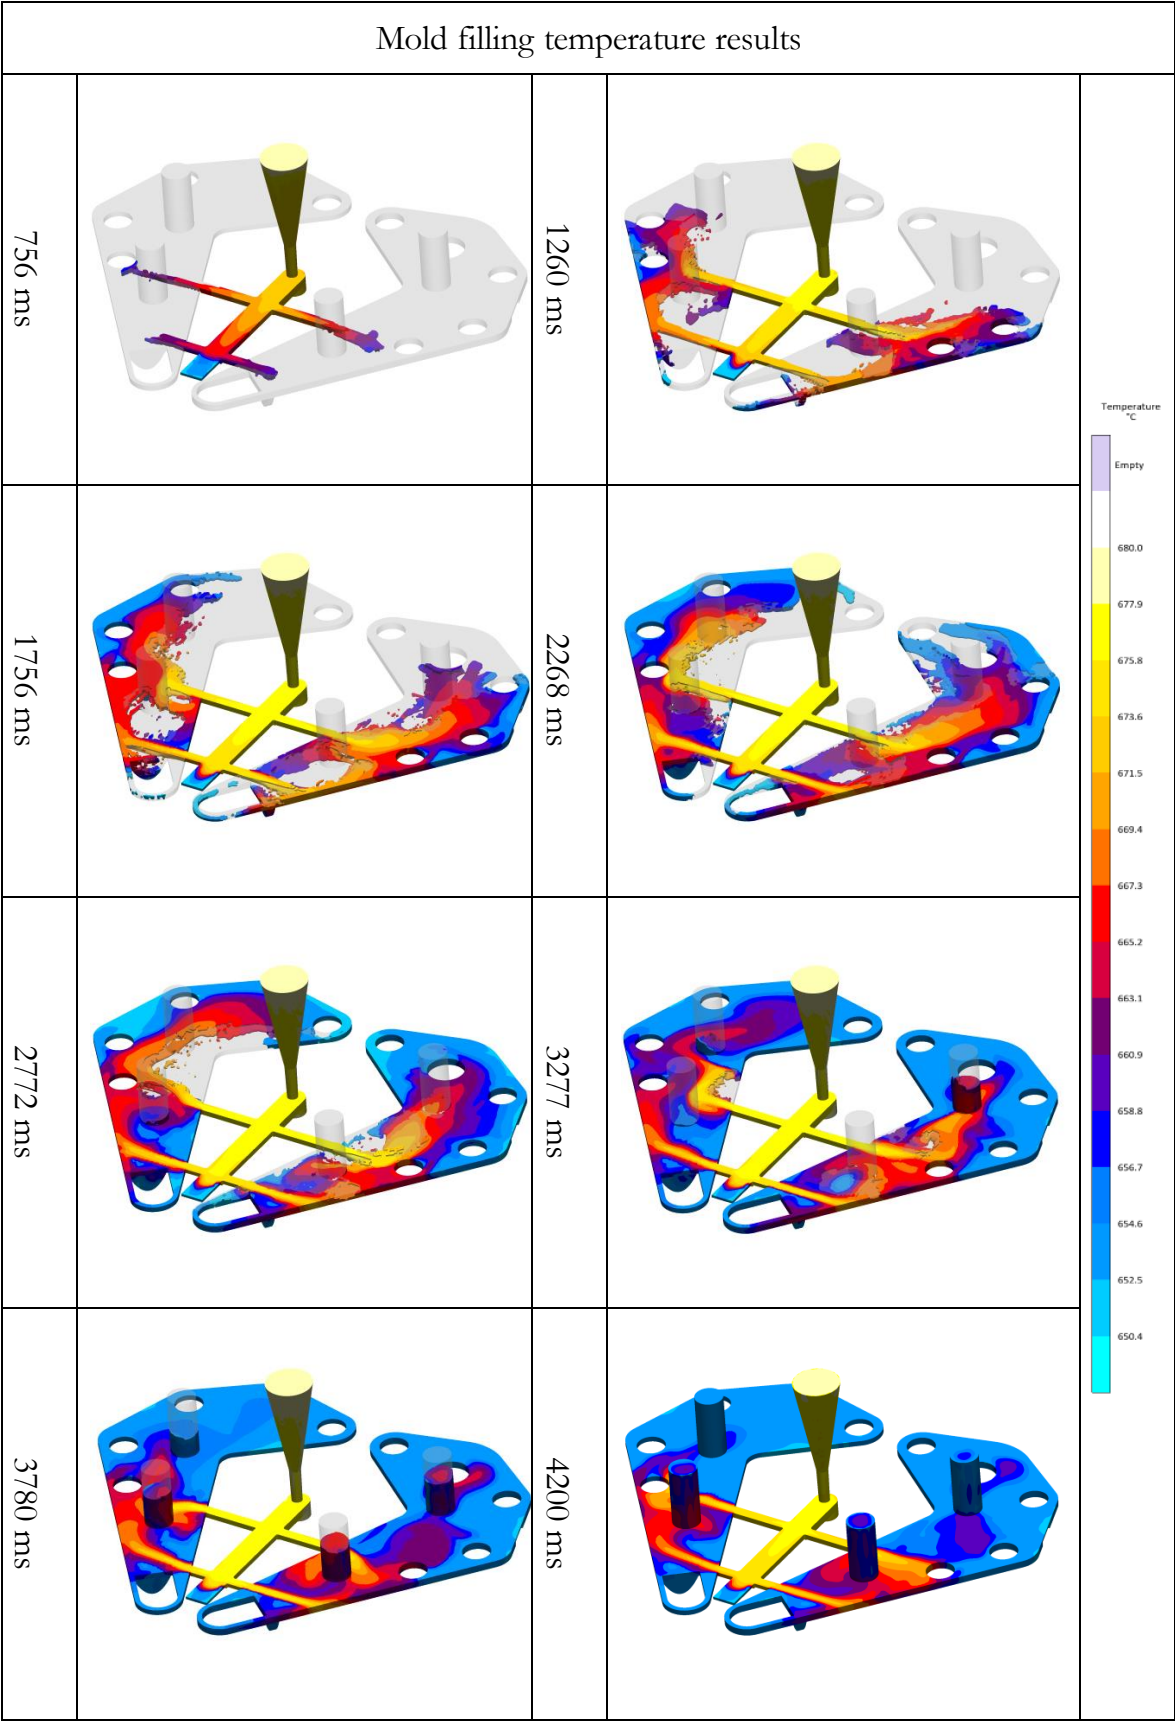 Mold filling temperature results
756 ms
1260 ms
1756 ms
2268 ms
2772 ms
3277 ms
3780 ms
4200 ms
Temperature
°C
Empty
680.0
677.9
675.8
673.6
671.5
669.4
667.3
665.2
663.1
660.9
658.8
656.7
654.6
652.5
650.4